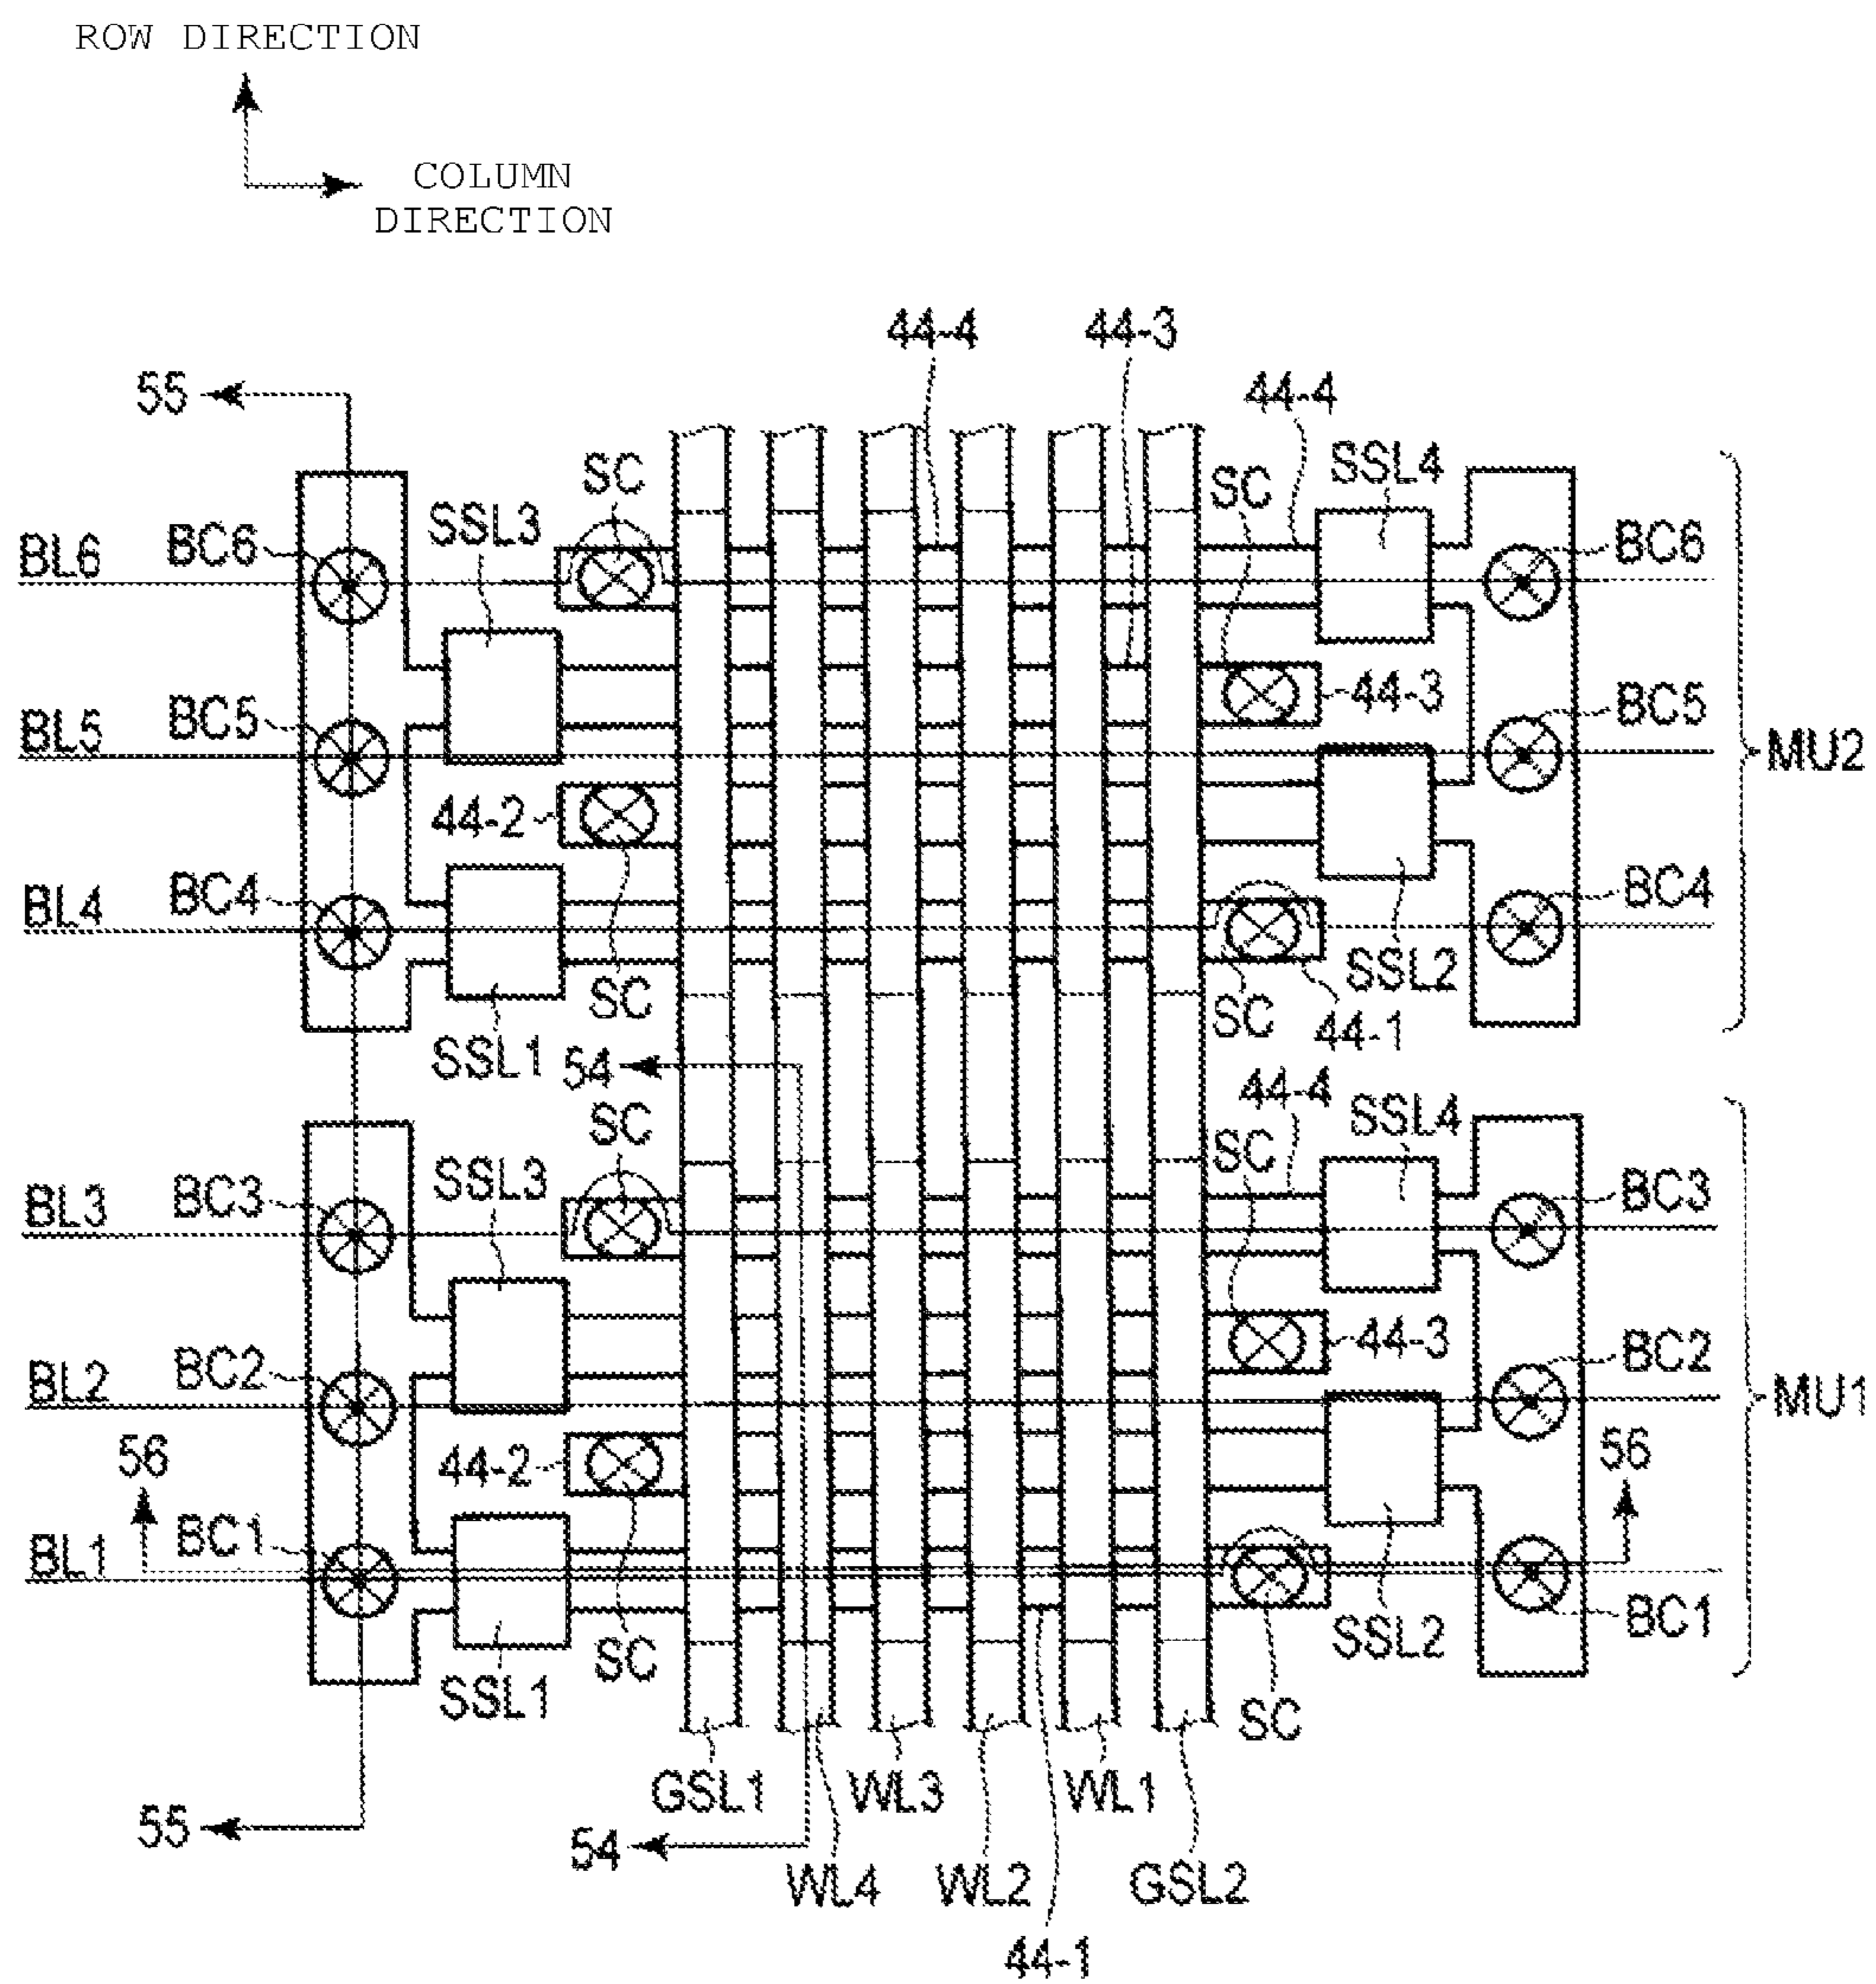 ROW DIRECTION
COLUMN
DIRECTION
44-4
44-3
55
44-4
SC
SSL4
SC
SSL3
BL6
BC6
BC6
BL5
BC5
44-3
BC5
MU2
44-2
BL4
BC4
BC4
SC
SSL2
SSL1
SC
44-1
54
44-4
SC
SSL4
SC
SSL3
BL3
BC3
BC3
BL2
BC2
44-3
BC2
MU1
56
44-2
56
BL1
BC1
BC1
SC
SSL2
SSL1
SC
GSL1
WL3
WL1
55
54
WL4
WL2
GSL2
44-1